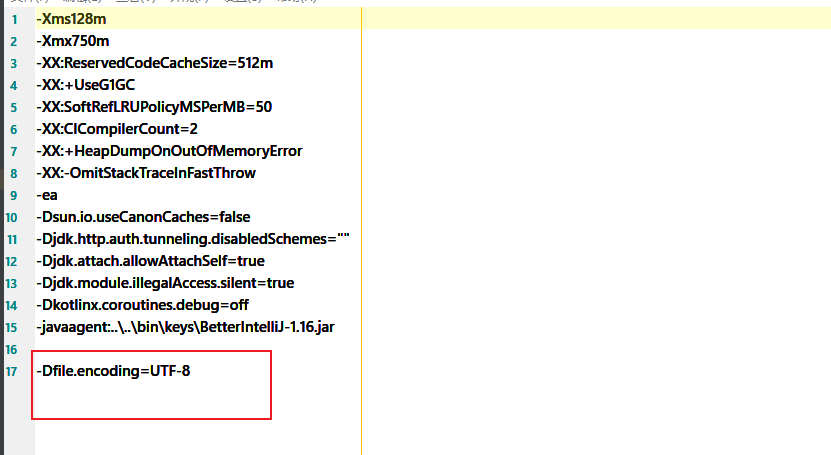 1 -Xms128m
2 -Xmx750m
3 -XX:ReservedCodeCacheSize=512m
4 -XX:+UseG1GC
5 -XX:SoftRefLRUPolicyMSPerMB=50
6 -XX:CICompilerCount=2
7 -XX:+HeapDumpOnOutOfMemoryError
8 -XX:-OmitStackTraceInFastThrow
9 -ea
10 -Dsun.io.useCanonCaches=false
11 -Djdk.http.auth.tunneling.disabledSchemes=""
12 -Djdk.attach.allowAttachSelf=true
13 -Djdk.module.illegalAccess.silent=true
14 -Dkotlinx.coroutines.debug=off
15 -javaagent:..\..\bin\keys\BetterIntelliJ-1.16.jar
16
17 -Dfile.encoding=UTF-8